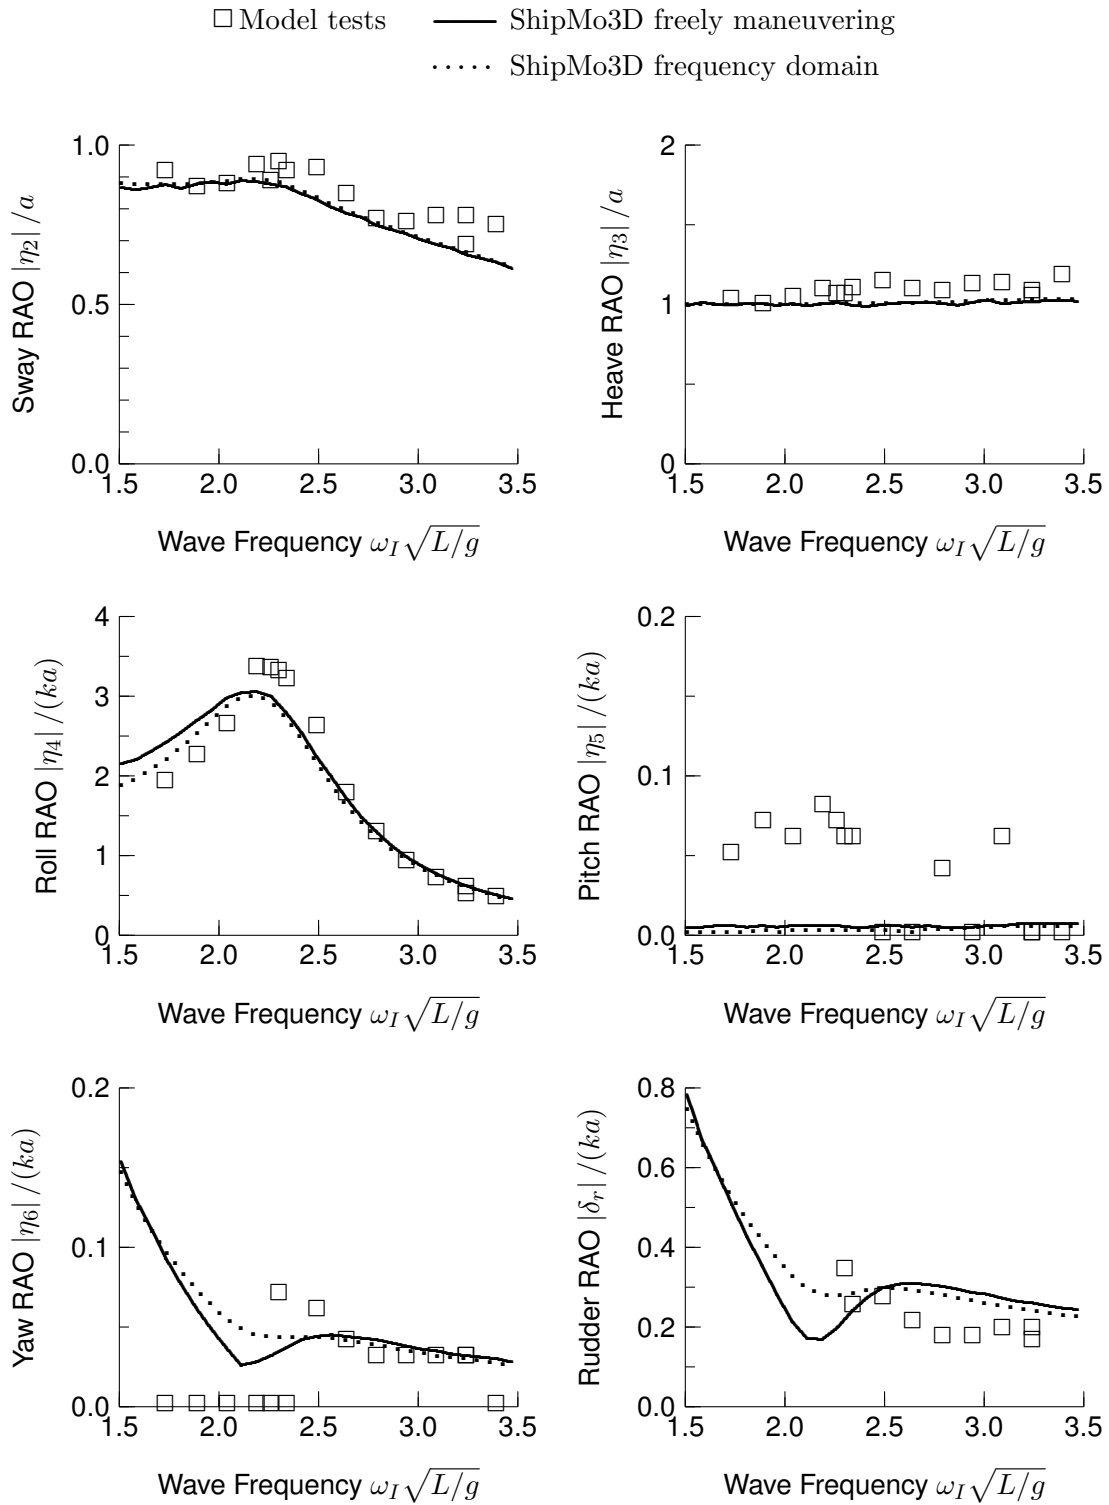 □ Model tests —— ShipMo3D freely maneuvering
····· ShipMo3D frequency domain
Sway RAO |η2| /a
1.0
0.5
0.0
1.5 2.0 2.5 3.0 3.5
Wave Frequency ωI√L/g
Heave RAO |η3| /a
2
1
0
1.5 2.0 2.5 3.0 3.5
Wave Frequency ωI√L/g
Roll RAO |η4| /(ka)
4
3
2
1
0
1.5 2.0 2.5 3.0 3.5
Wave Frequency ωI√L/g
Pitch RAO |η5| /(ka)
0.2
0.1
0.0
1.5 2.0 2.5 3.0 3.5
Wave Frequency ωI√L/g
Yaw RAO |η6| /(ka)
0.2
0.1
0.0
1.5 2.0 2.5 3.0 3.5
Wave Frequency ωI√L/g
Rudder RAO |δr| /(ka)
0.8
0.6
0.4
0.2
0.0
1.5 2.0 2.5 3.0 3.5
Wave Frequency ωI√L/g